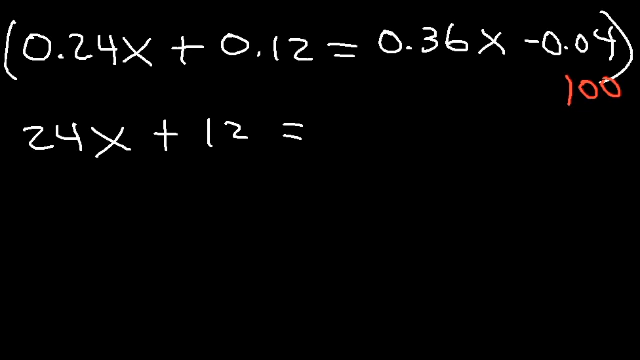 (0.24x + 0.12 = 0.36x - 0.04)
100
24x + 12 =